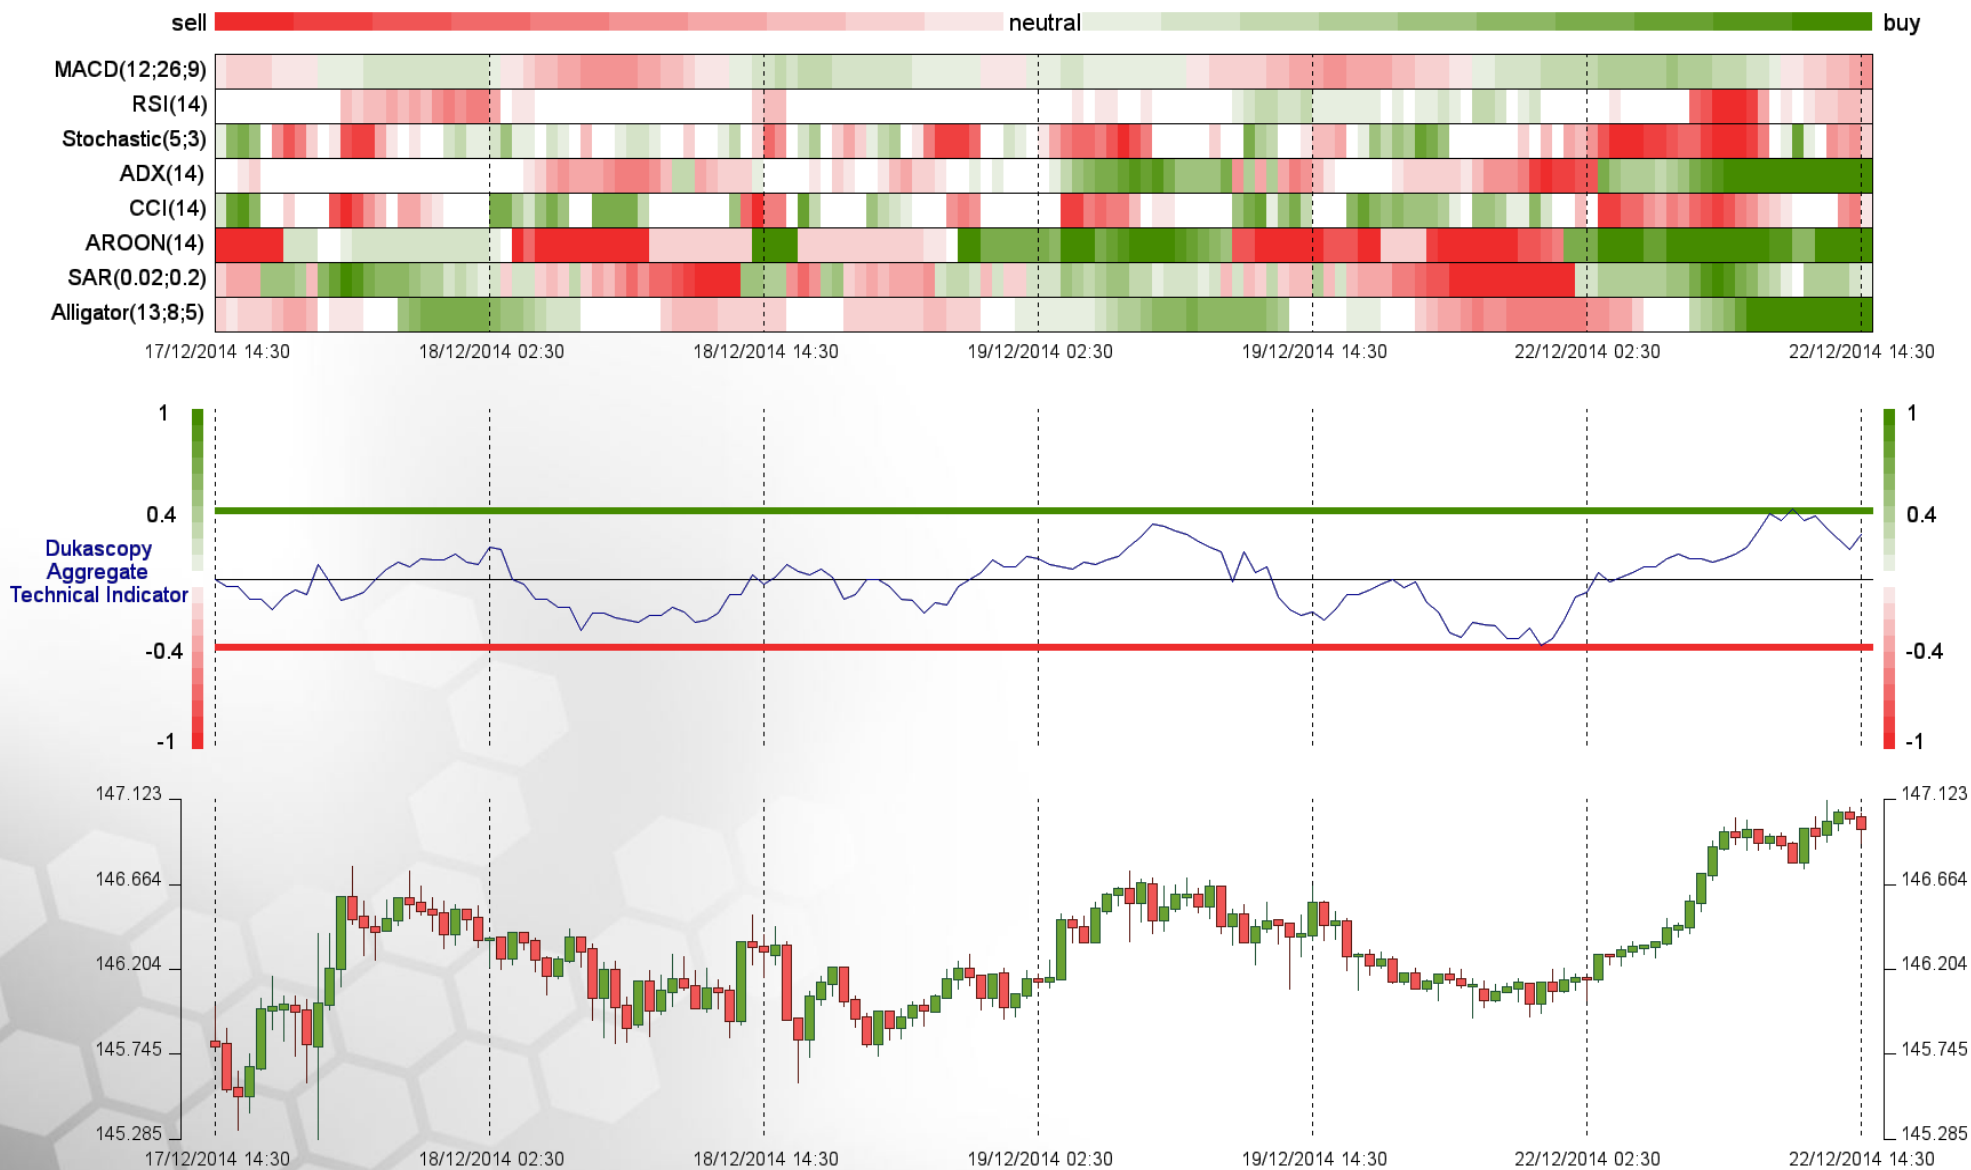 sell neutral buy
MACD(12;26;9)
RSI(14)
Stochastic(5;3)
ADX(14)
CCI(14)
AROON(14)
SAR(0.02;0.2)
Alligator(13;8;5)
17/12/2014 14:30 18/12/2014 02:30 18/12/2014 14:30 19/12/2014 02:30 19/12/2014 14:30 22/12/2014 02:30 22/12/2014 14:30
1 1
0.4 0.4
Dukascopy
Aggregate
Technical Indicator
-0.4 -0.4
-1 -1
147.123 147.123
146.664 146.664
146.204 146.204
145.745 145.745
145.285 145.285
17/12/2014 14:30 18/12/2014 02:30 18/12/2014 14:30 19/12/2014 02:30 19/12/2014 14:30 22/12/2014 02:30 22/12/2014 14:30